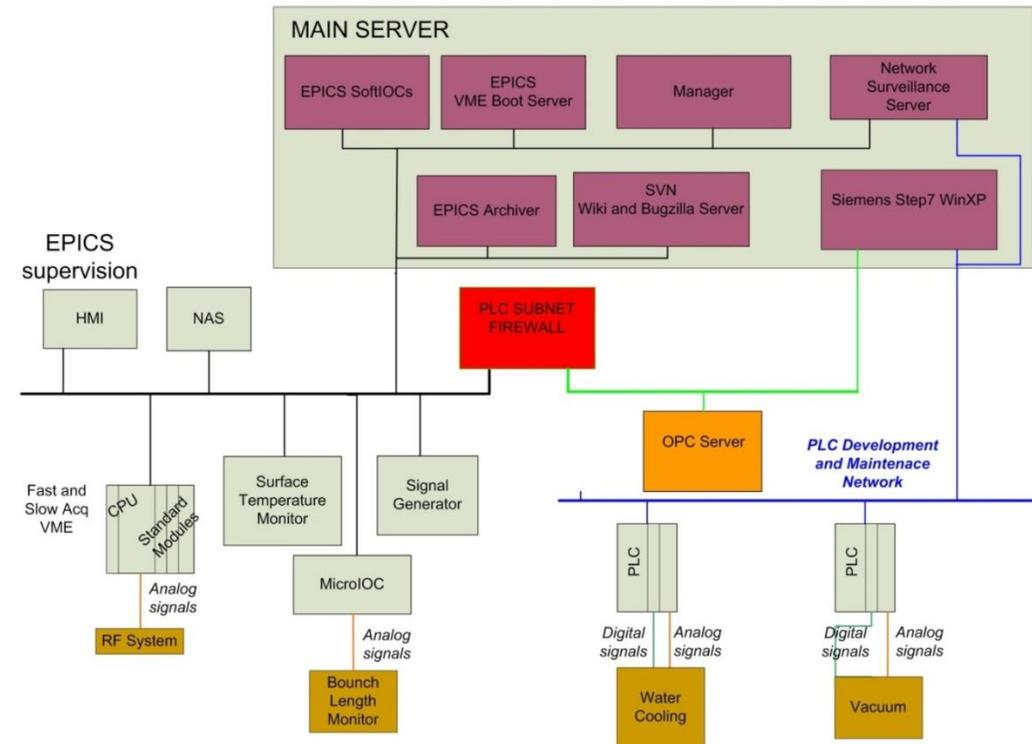 MAIN SERVER
EPICS SoftIOCs
EPICS
VME Boot Server
Manager
Network
Surveillance
Server
EPICS Archiver
SVN
Wiki and Bugzilla Server
Siemens Step7 WinXP
EPICS
supervision
HMI
NAS
PLC SUBNET
FIREWALL
OPC Server
PLC Development
and Maintenace
Network
Fast and
Slow Acq
VME
CPU
Standard
Modules
Surface
Temperature
Monitor
Signal
Generator
MicroIOC
PLC
PLC
Analog
signals
RF System
Analog
signals
Bounch
Length
Monitor
Digital
signals
Analog
signals
Water
Cooling
Digital
signals
Analog
signals
Vacuum